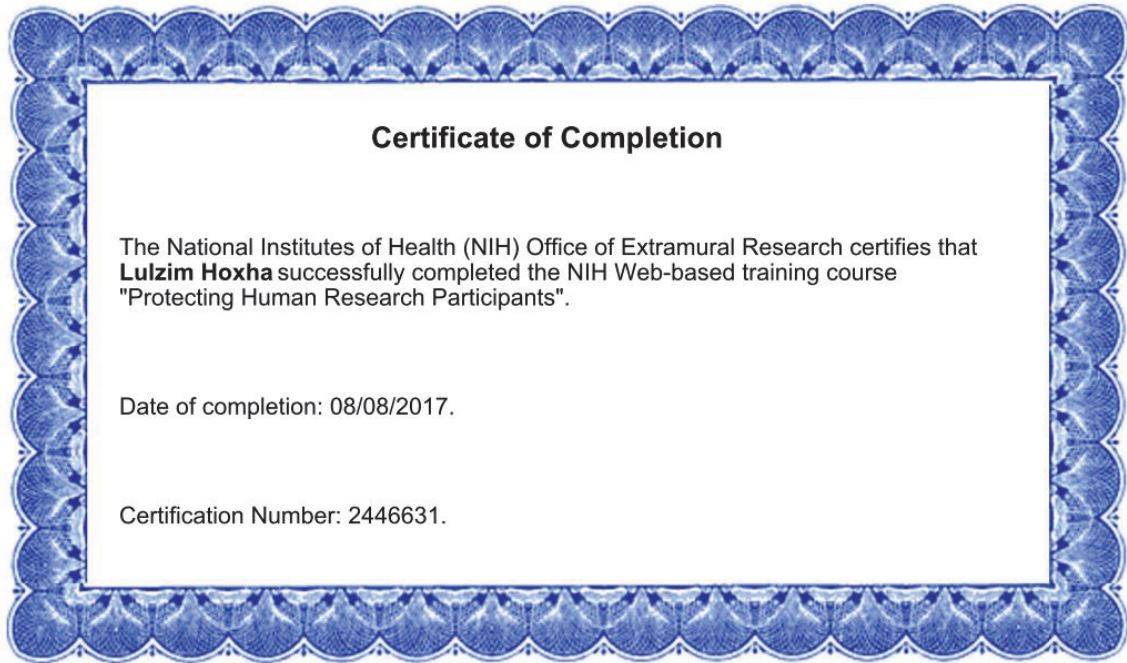 Certificate of Completion
The National Institutes of Health (NIH) Office of Extramural Research certifies that
Lulzim Hoxha successfully completed the NIH Web-based training course
"Protecting Human Research Participants".
Date of completion: 08/08/2017.
Certification Number: 2446631.